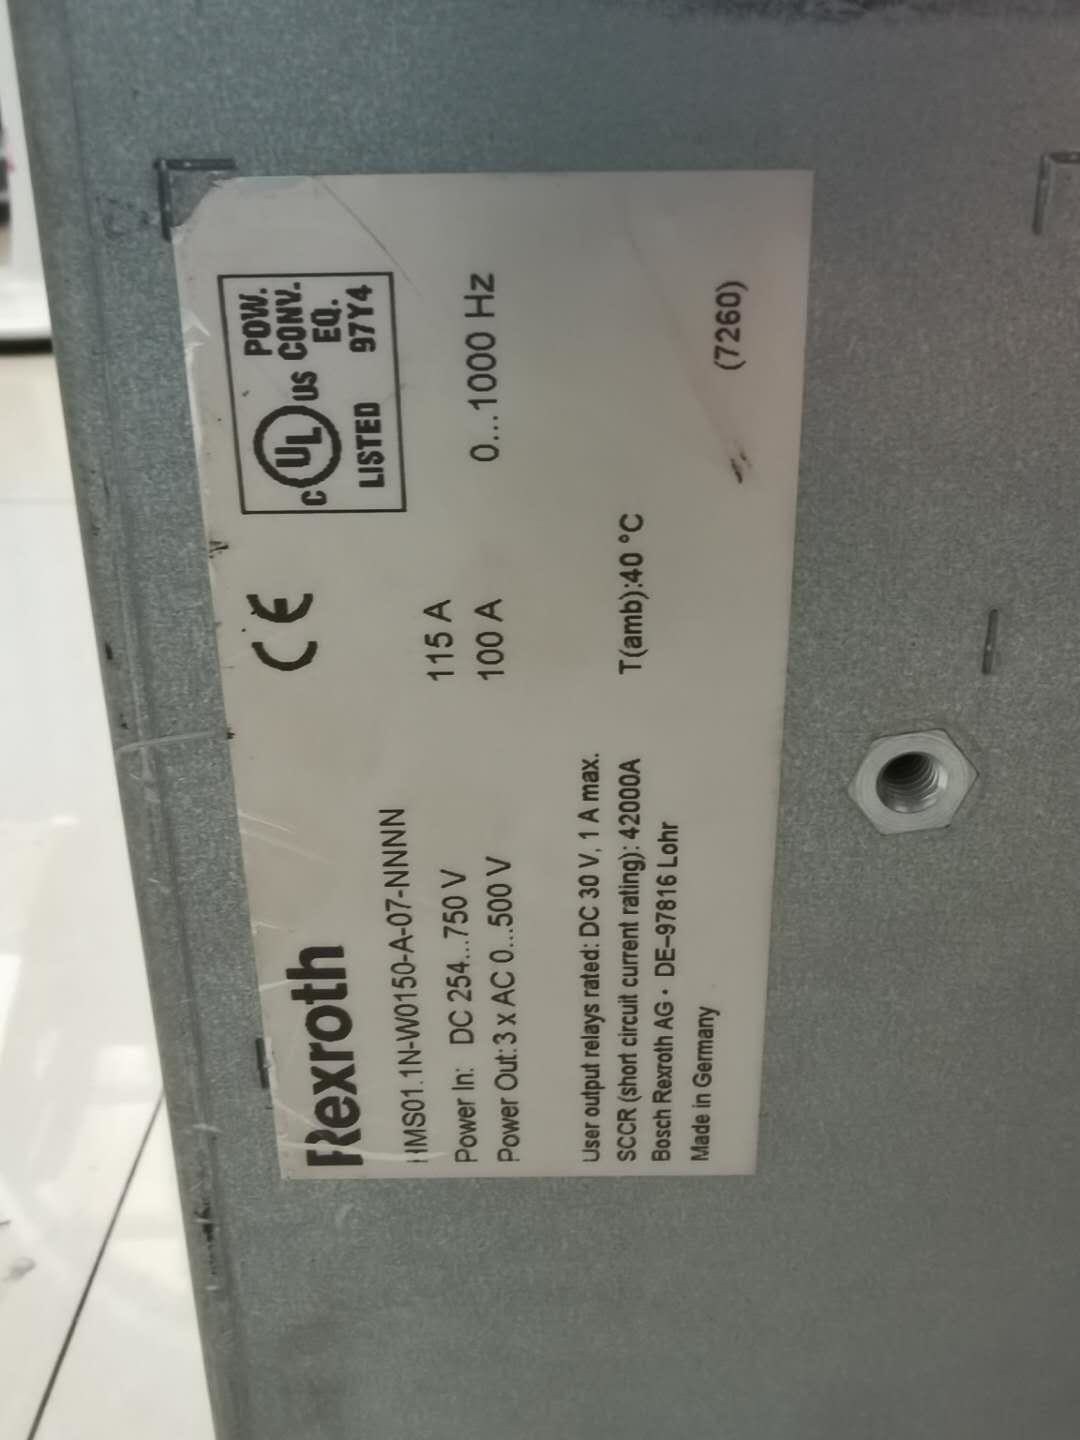 Rexroth
CE
C UL US
LISTED
POW.
CONV.
EQ.
97Y4
HMS01.1N-W0150-A-07-NNNN
Power In: DC 254...750 V 115 A
Power Out: 3 x AC 0...500 V 100 A 0...1000 Hz
User output relays rated: DC 30 V, 1 A max.
SCCR (short circuit current rating): 42000A T(amb):40 °C
Bosch Rexroth AG • DE–97816 Lohr
Made in Germany (7260)